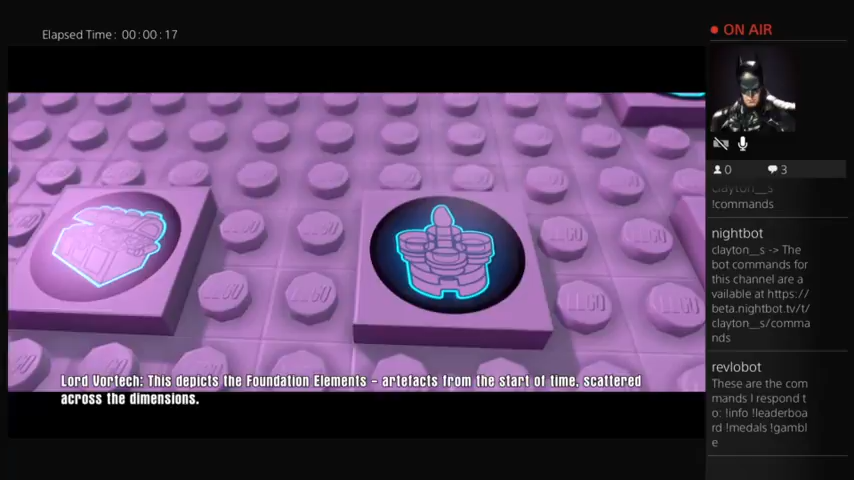 Elapsed Time: 00:00:17
ON AIR
0
3
clayton__s
!commands
nightbot
clayton__s -> The
bot commands for
this channel are a
vailable at https://
beta.nightbot.tv/t/
clayton__s/comma
nds
revlobot
These are the com
mands I respond t
o: !info !leaderboa
rd !medals !gambl
e
Lord Vortech: This depicts the Foundation Elements - artefacts from the start of time, scattered
across the dimensions.